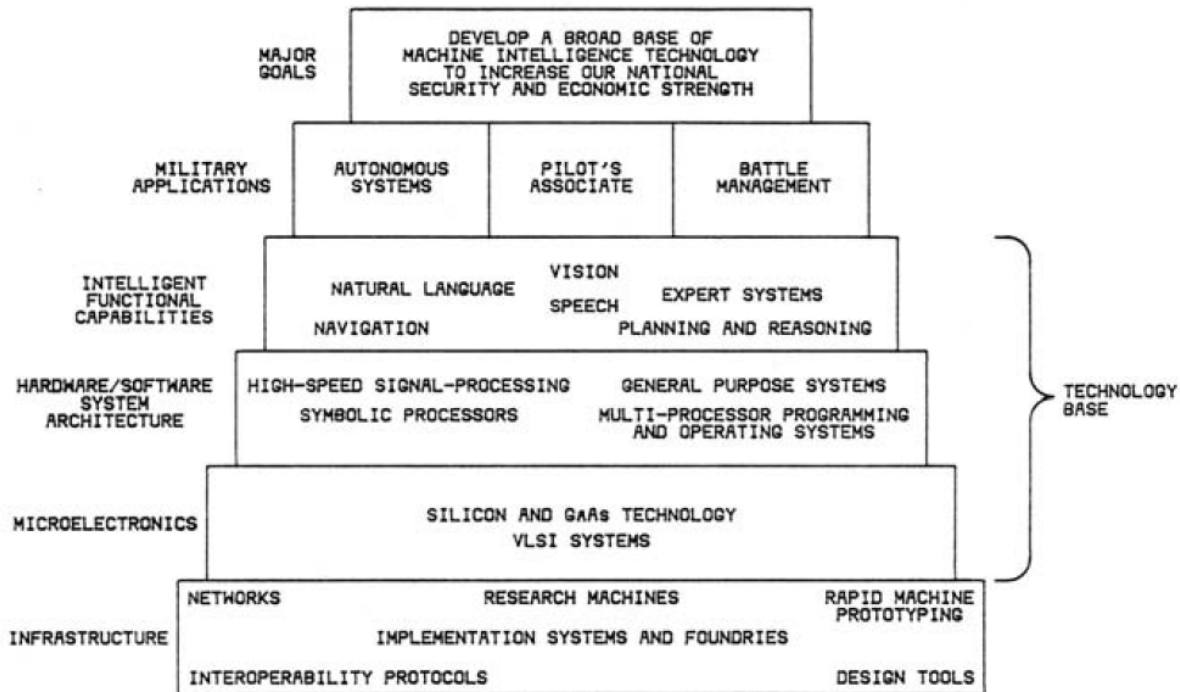 MAJOR
GOALS
DEVELOP A BROAD BASE OF
MACHINE INTELLIGENCE TECHNOLOGY
TO INCREASE OUR NATIONAL
SECURITY AND ECONOMIC STRENGTH
MILITARY
APPLICATIONS
AUTONOMOUS
SYSTEMS
PILOT'S
ASSOCIATE
BATTLE
MANAGEMENT
INTELLIGENT
FUNCTIONAL
CAPABILITIES
NATURAL LANGUAGE
VISION
SPEECH
EXPERT SYSTEMS
NAVIGATION
PLANNING AND REASONING
HARDWARE/SOFTWARE
SYSTEM
ARCHITECTURE
HIGH-SPEED SIGNAL-PROCESSING
GENERAL PURPOSE SYSTEMS
SYMBOLIC PROCESSORS
MULTI-PROCESSOR PROGRAMMING
AND OPERATING SYSTEMS
TECHNOLOGY
BASE
MICROELECTRONICS
SILICON AND GAAS TECHNOLOGY
VLSI SYSTEMS
INFRASTRUCTURE
NETWORKS
RESEARCH MACHINES
RAPID MACHINE
PROTOTYPING
IMPLEMENTATION SYSTEMS AND FOUNDRIES
INTEROPERABILITY PROTOCOLS
DESIGN TOOLS